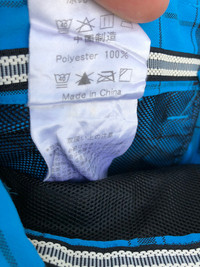 中国制造
Polyester 100%
Made in China